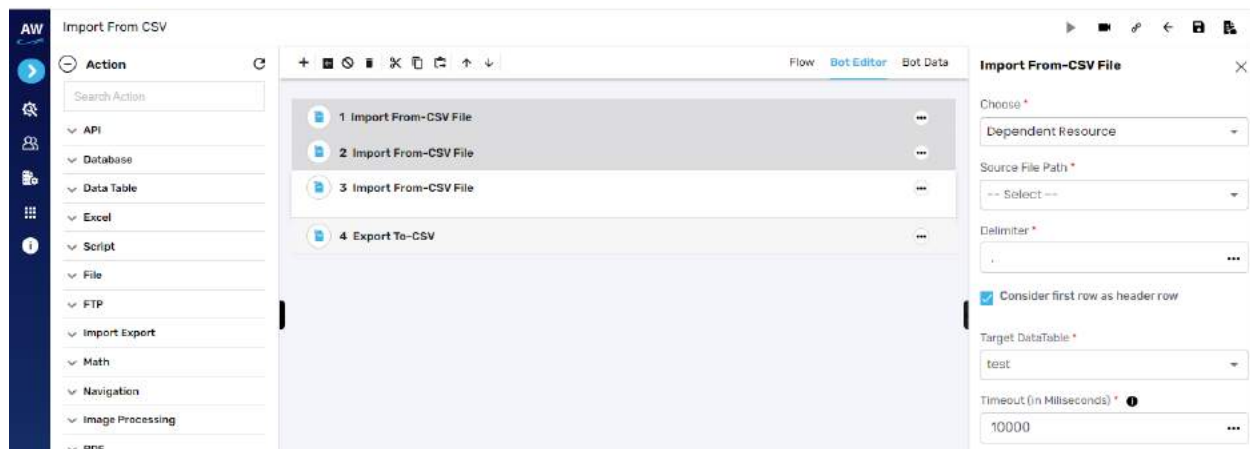 AW
Import From CSV
Action
Search Action
API
Database
Data Table
Excel
Script
File
FTP
Import Export
Math
Navigation
Image Processing
Flow Bot Editor Bot Data
1 Import From-CSV File
2 Import From-CSV File
3 Import From-CSV File
4 Export To-CSV
Import From-CSV File
Choose *
Dependent Resource
Source File Path *
-- Select --
Delimiter *
,
Consider first row as header row
Target DataTable *
test
Timeout (in Miliseconds) *
10000